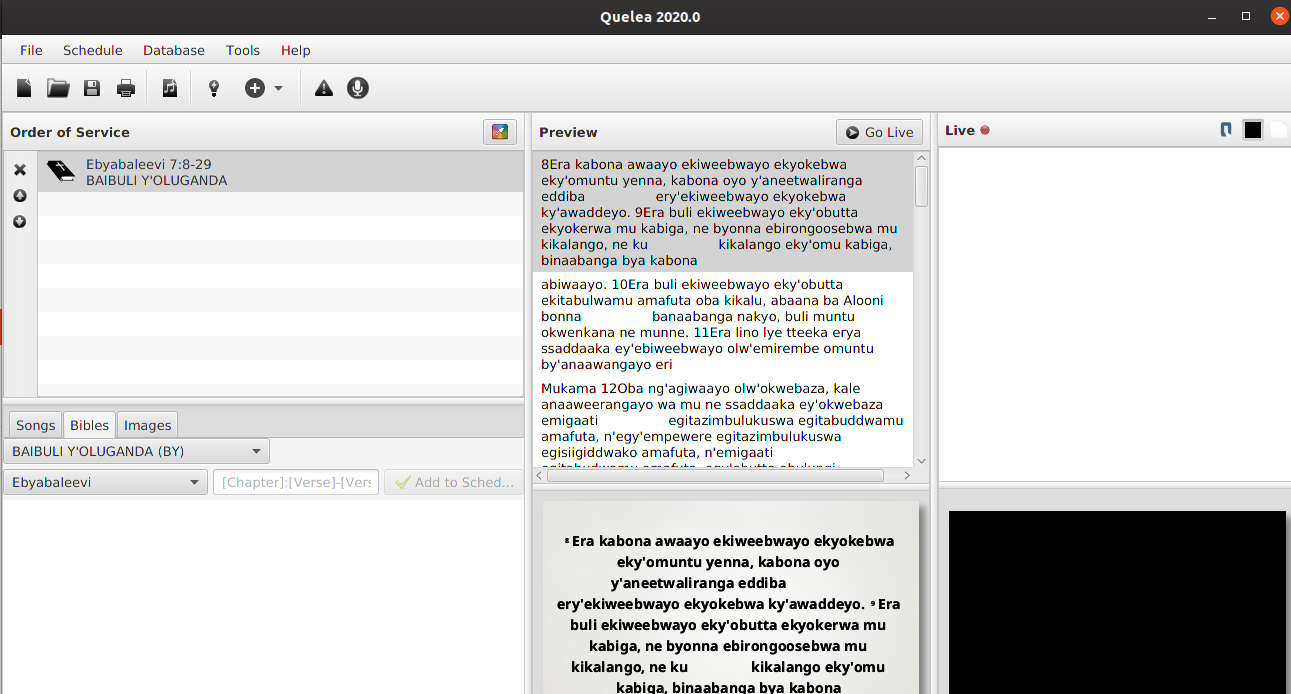 Quelea 2020.0
File Schedule Database Tools Help
Order of Service
Ebyabaleevi 7:8-29
BAIBULI Y'OLUGANDA
Songs Bibles Images
BAIBULI Y'OLUGANDA (BY)
Ebyabaleevi [Chapter]:[Verse]-[Vers Add to Sched...
Preview Go Live
8Era kabona awaayo ekiweebwayo ekyokebwa
eky'omuntu yenna, kabona oyo y'aneetwaliranga
eddiba ery'ekiweebwayo ekyokebwa
ky'awaddeyo. 9Era buli ekiweebwayo eky'obutta
ekyokerwa mu kabiga, ne byonna ebirongoosebwa mu
kikalango, ne ku kikalango eky'omu kabiga,
binaabanga bya kabona
abiwaayo. 10Era buli ekiweebwayo eky'obutta
ekitabulwamu amafuta oba kikalu, abaana ba Alooni
bonna banaabanga nakyo, buli muntu
okwenkana ne munne. 11Era lino lye tteeka erya
ssaddaaka ey'ebiweebwayo olw'emirembe omuntu
by'anaawangayo eri
Mukama 12Oba ng'agiwaayo olw'okwebaza, kale
anaaweerangayo wa mu ne ssaddaaka ey'okwebaza
emigaati egitazimbulukuswa egitabuddwamu
amafuta, n'egy'empewere egitazimbulukuswa
egisiigiddwako amafuta, n'emigaati
8 Era kabona awaayo ekiweebwayo ekyokebwa
eky'omuntu yenna, kabona oyo
y'aneetwaliranga eddiba
ery'ekiweebwayo ekyokebwa ky'awaddeyo. 9 Era
buli ekiweebwayo eky'obutta ekyokerwa mu
kabiga, ne byonna ebirongoosebwa mu
kikalango, ne ku kikalango eky'omu
kabiga, binaabanga bya kabona
Live